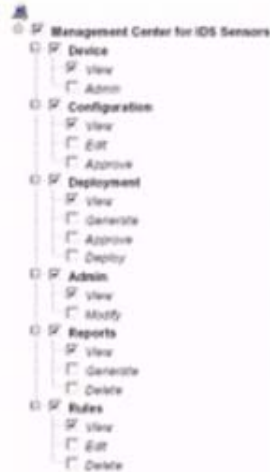 Management Center for IDS Sensors
Device
View
Admin
Configuration
View
Edit
Approve
Deployment
View
Generate
Approve
Deploy
Admin
View
Modify
Reports
View
Generate
Delete
Rules
View
Edit
Delete